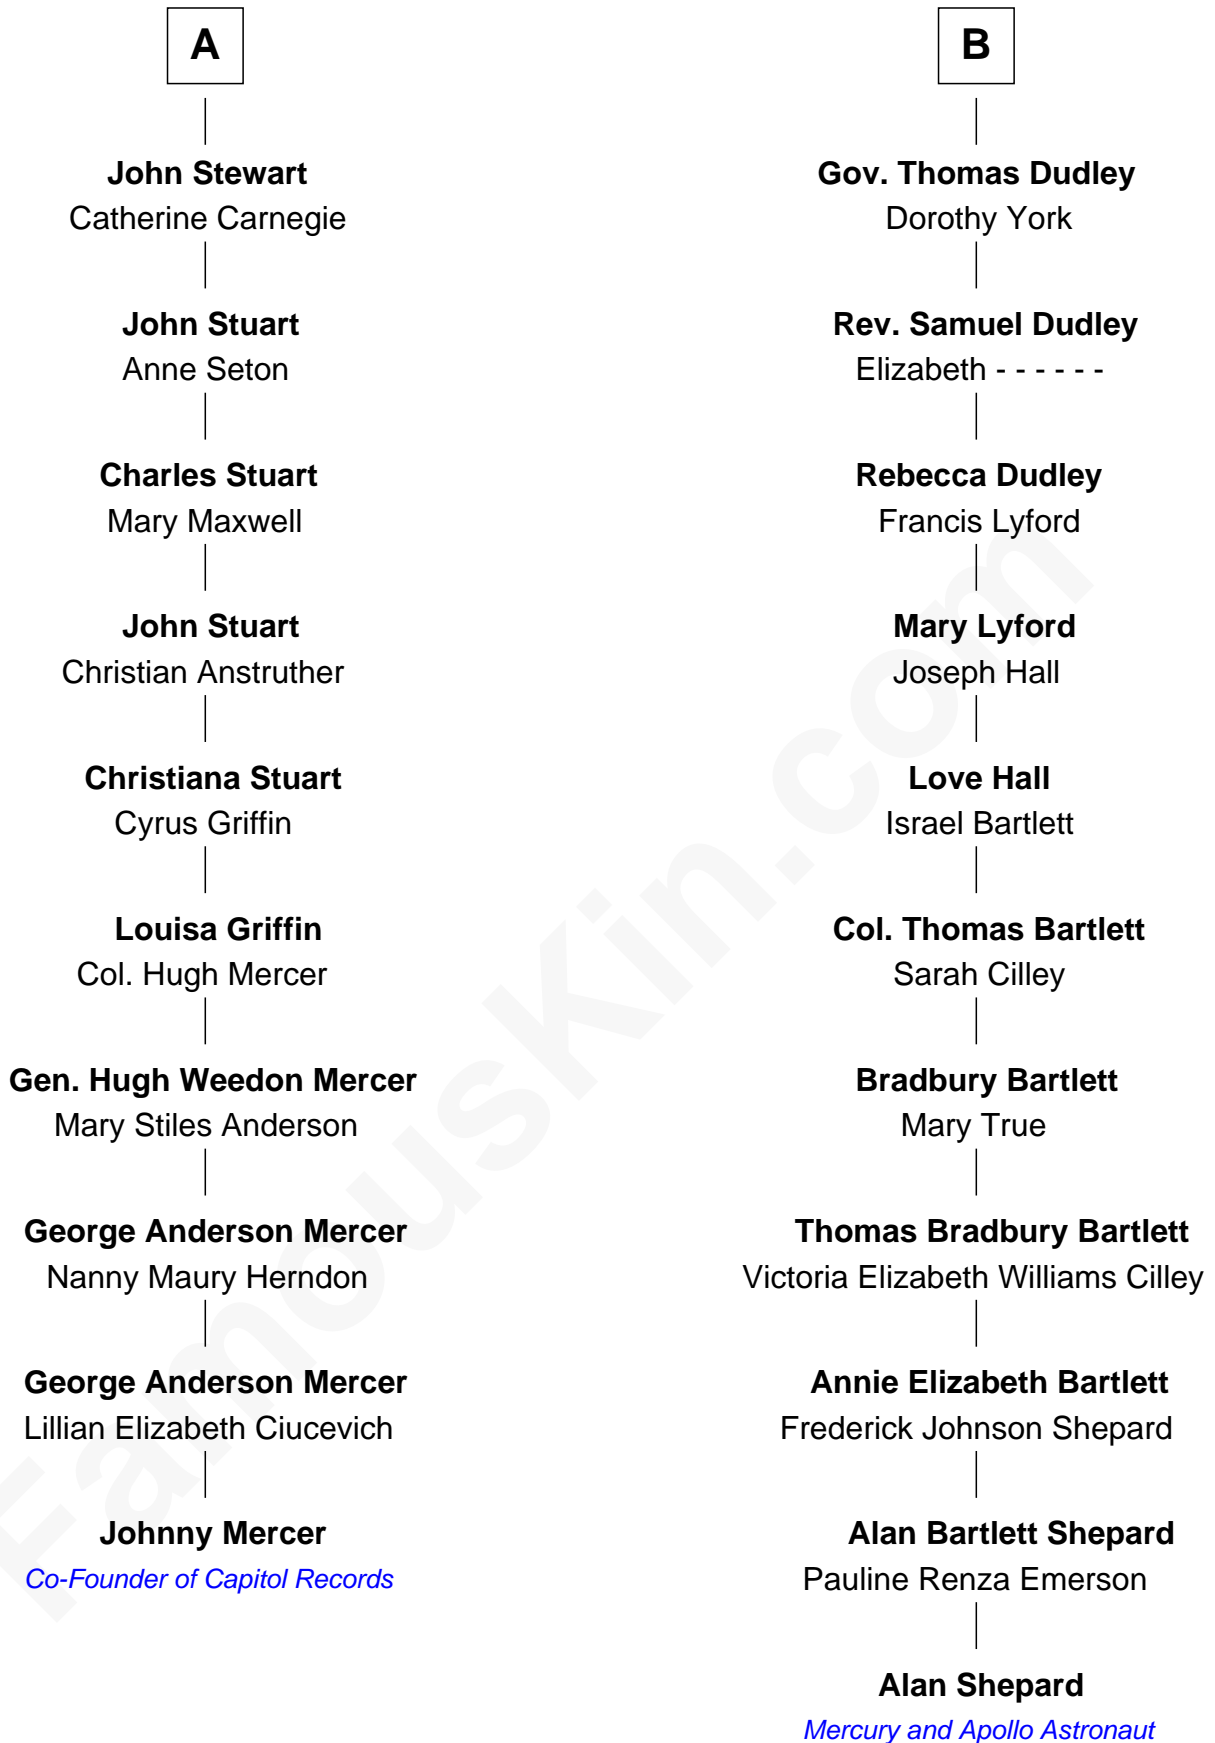 A
John Stewart
Catherine Carnegie
John Stuart
Anne Seton
Charles Stuart
Mary Maxwell
John Stuart
Christian Anstruther
Christiana Stuart
Cyrus Griffin
Louisa Griffin
Col. Hugh Mercer
Gen. Hugh Weedon Mercer
Mary Stiles Anderson
George Anderson Mercer
Nanny Maury Herndon
George Anderson Mercer
Lillian Elizabeth Ciucevich
Johnny Mercer
Co-Founder of Capitol Records
B
Gov. Thomas Dudley
Dorothy York
Rev. Samuel Dudley
Elizabeth - - - - - -
Rebecca Dudley
Francis Lyford
Mary Lyford
Joseph Hall
Love Hall
Israel Bartlett
Col. Thomas Bartlett
Sarah Cilley
Bradbury Bartlett
Mary True
Thomas Bradbury Bartlett
Victoria Elizabeth Williams Cilley
Annie Elizabeth Bartlett
Frederick Johnson Shepard
Alan Bartlett Shepard
Pauline Renza Emerson
Alan Shepard
Mercury and Apollo Astronaut
FamousKin.com